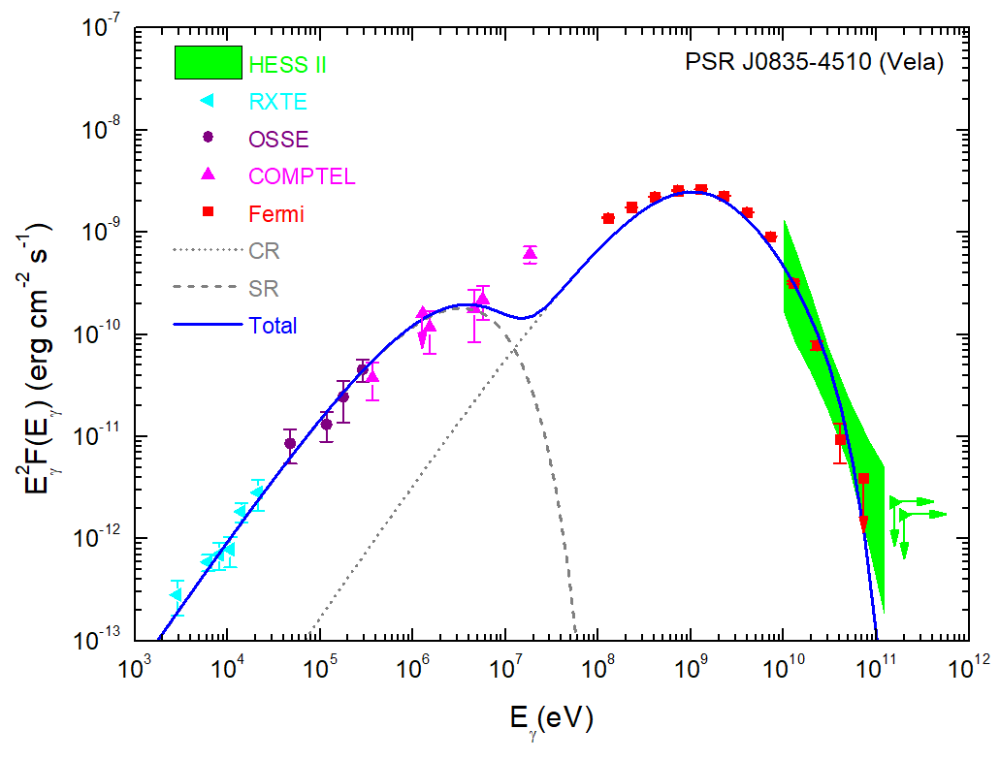 10⁻⁷
10⁻⁸
10⁻⁹
10⁻¹⁰
10⁻¹¹
10⁻¹²
10⁻¹³
E²ᵧF(Eᵧ) (erg cm⁻² s⁻¹)
HESS II
RXTE
OSSE
COMPTEL
Fermi
CR
SR
Total
PSR J0835-4510 (Vela)
10³ 10⁴ 10⁵ 10⁶ 10⁷ 10⁸ 10⁹ 10¹⁰ 10¹¹ 10¹²
Eᵧ(eV)